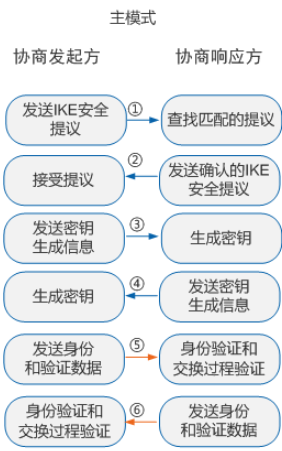 主模式
协商发起方 协商响应方
发送IKE安全
提议
①
查找匹配的提议
接受提议
②
发送确认的IKE
安全提议
发送密钥
生成信息
③
生成密钥
生成密钥
④
发送密钥
生成信息
发送身份
和验证数据
⑤
身份验证和
交换过程验证
身份验证和
交换过程验证
⑥
发送身份
和验证数据